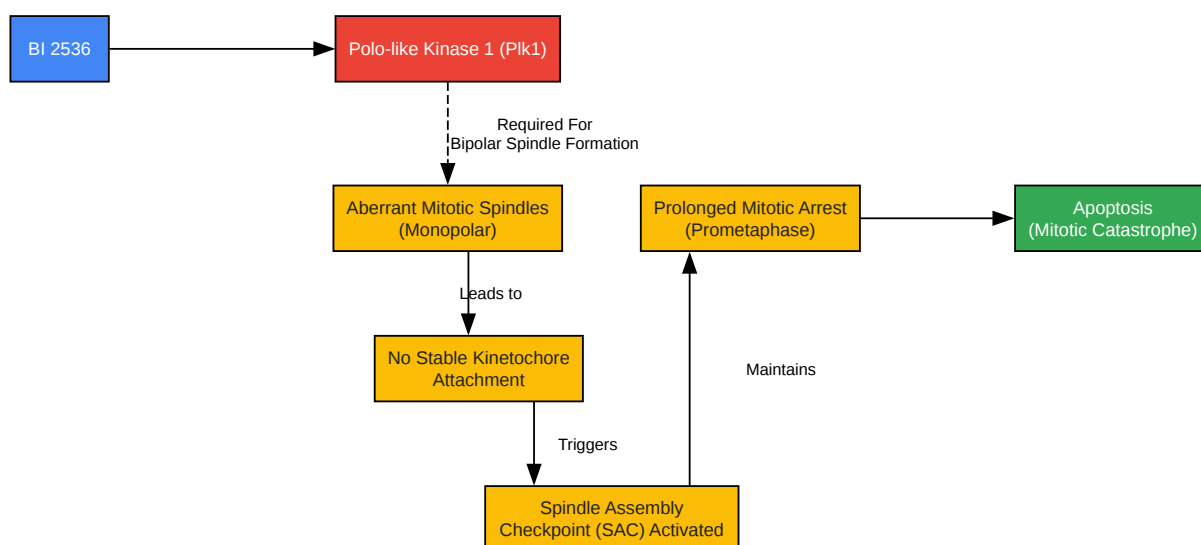 BI 2536
Polo-like Kinase 1 (Plk1)
Required For
Bipolar Spindle Formation
Aberrant Mitotic Spindles
(Monopolar)
Prolonged Mitotic Arrest
(Prometaphase)
Apoptosis
(Mitotic Catastrophe)
Leads to
No Stable Kinetochore
Attachment
Maintains
Triggers
Spindle Assembly
Checkpoint (SAC) Activated